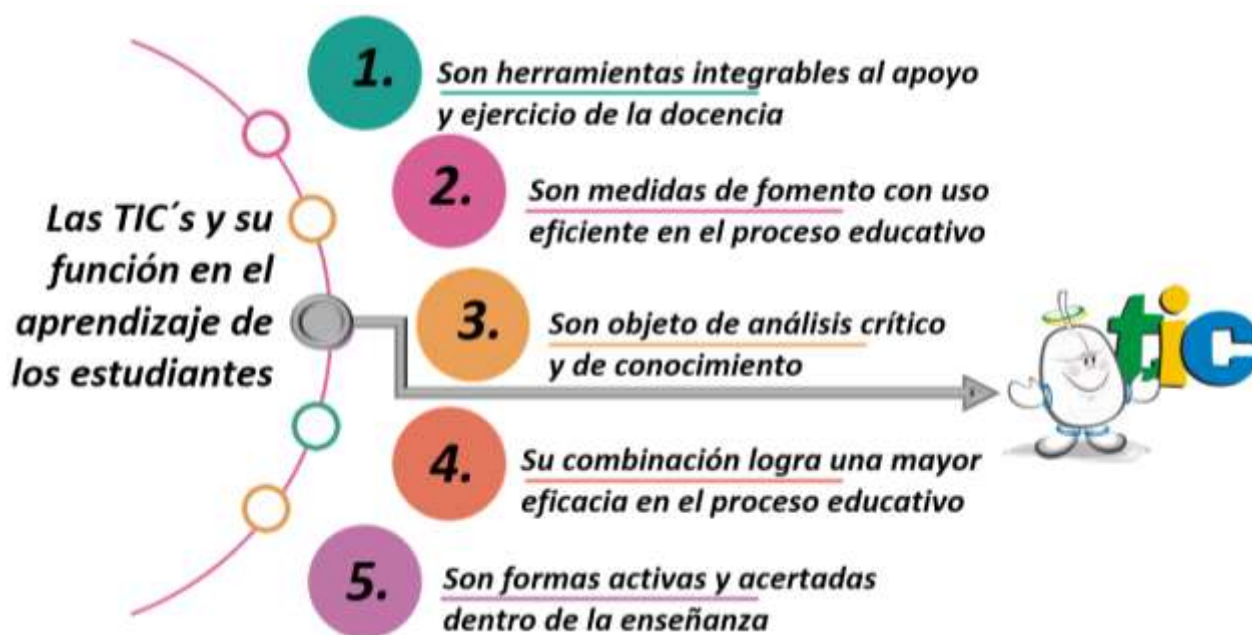 Las TIC´s y su
función en el
aprendizaje de
los estudiantes
1.
Son herramientas integrables al apoyo
y ejercicio de la docencia
2.
Son medidas de fomento con uso
eficiente en el proceso educativo
3.
Son objeto de análisis crítico
y de conocimiento
tic
4.
Su combinación logra una mayor
eficacia en el proceso educativo
5.
Son formas activas y acertadas
dentro de la enseñanza